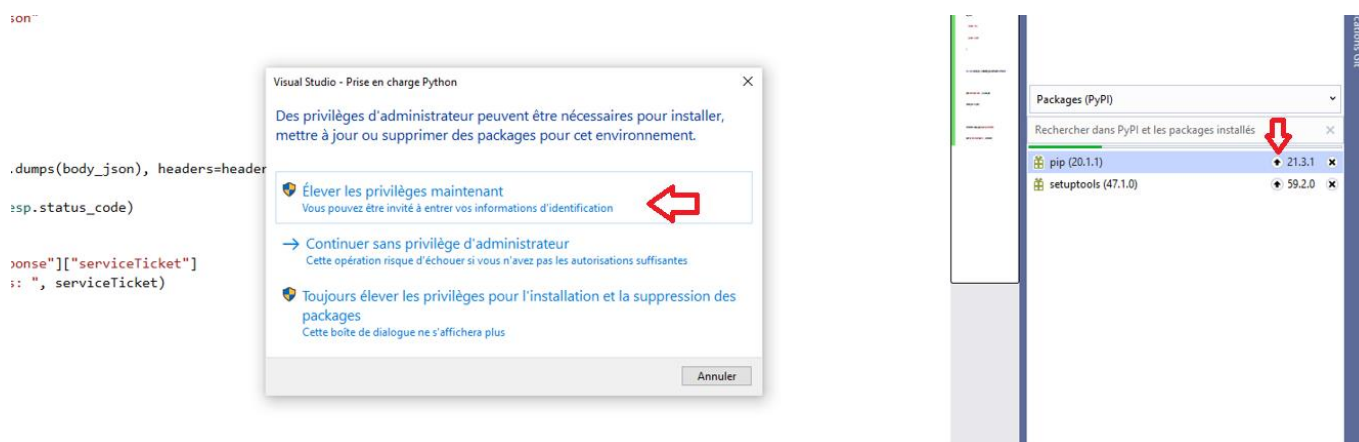 son"
.dumps(body_json), headers=header
esp.status_code)
ponse"]["serviceTicket"]
s: ", serviceTicket)
Visual Studio - Prise en charge Python
Des privilèges d'administrateur peuvent être nécessaires pour installer,
mettre à jour ou supprimer des packages pour cet environnement.
Élever les privilèges maintenant
Vous pouvez être invité à entrer vos informations d'identification
Continuer sans privilège d'administrateur
Cette opération risque d'échouer si vous n'avez pas les autorisations suffisantes
Toujours élever les privilèges pour l'installation et la suppression des
packages
Cette boîte de dialogue ne s'affichera plus
Annuler
Packages (PyPI)
Rechercher dans PyPI et les packages installés
pip (20.1.1) 21.3.1
setuptools (47.1.0) 59.2.0